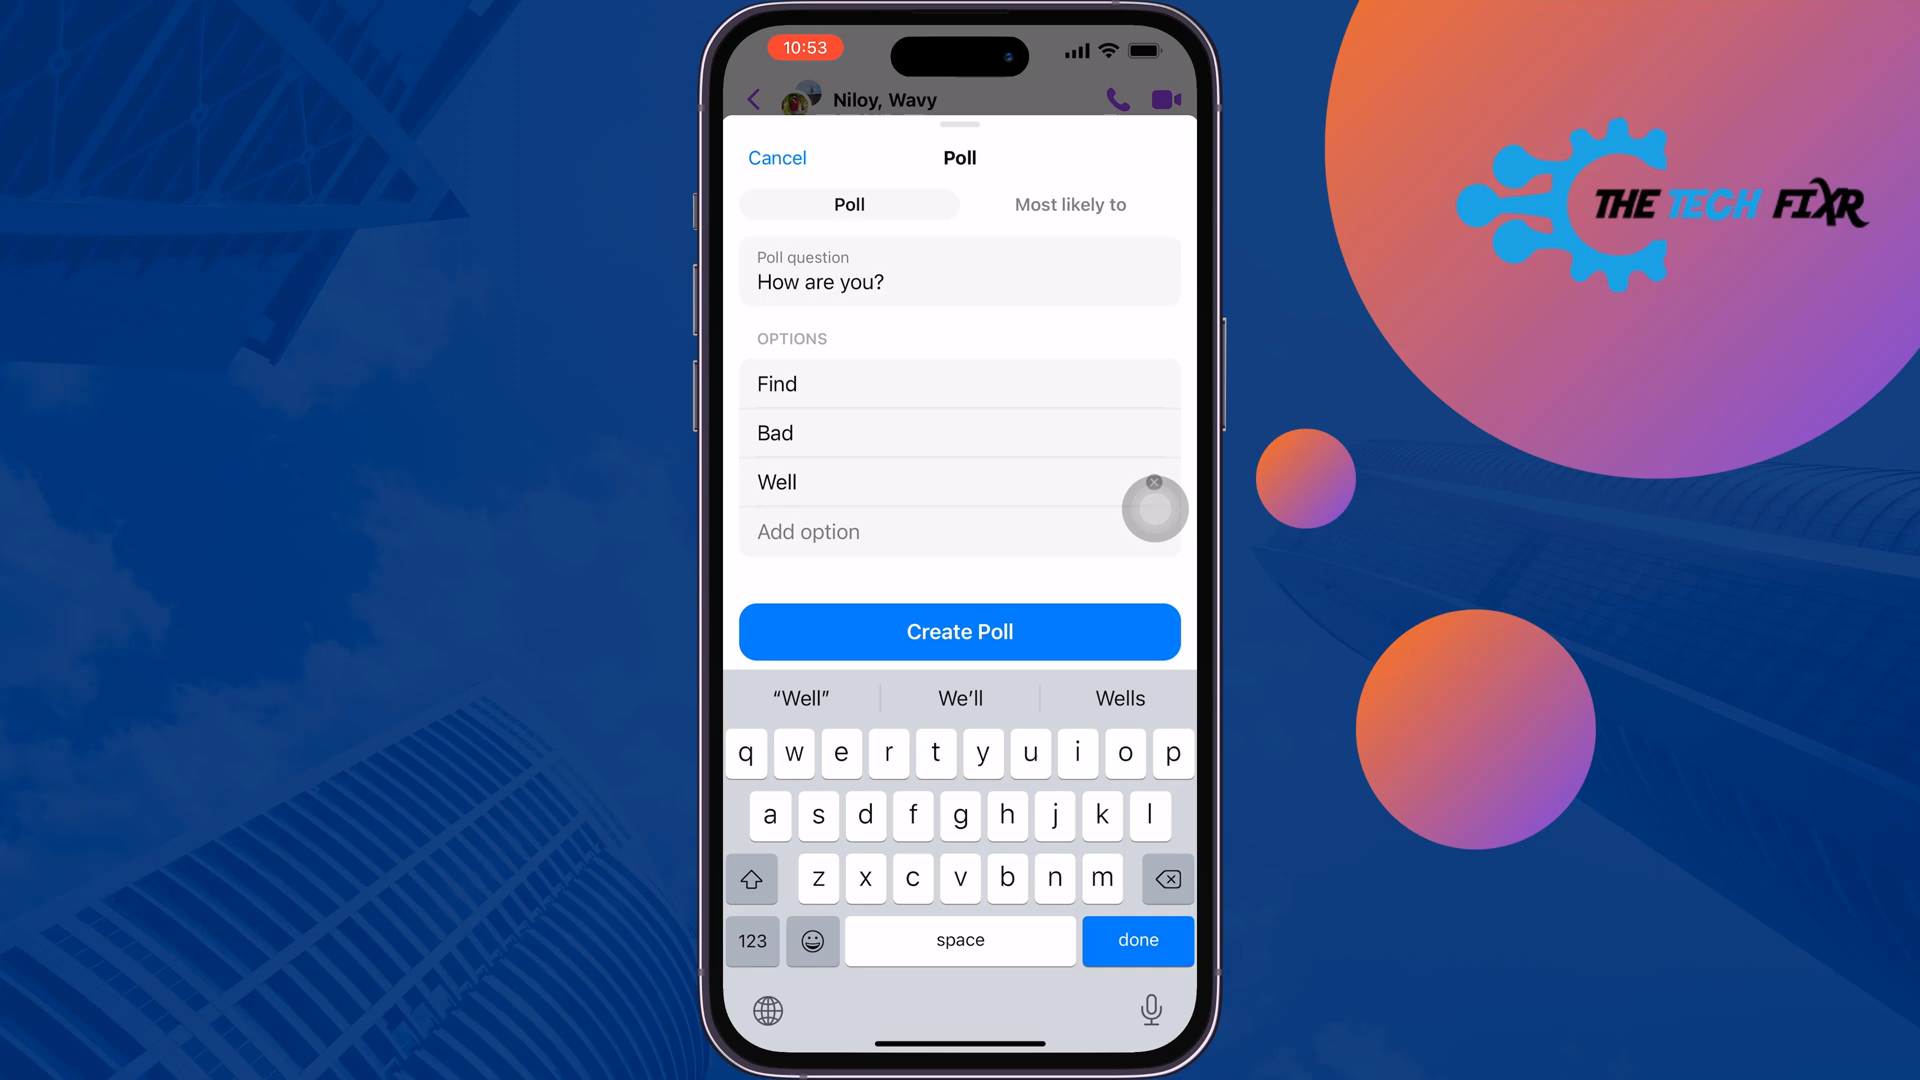 10:53
Niloy, Wavy
Cancel
Poll
Poll
Most likely to
Poll question
How are you?
OPTIONS
Find
Bad
Well
Add option
Create Poll
“Well”
We’ll
Wells
q w e r t y u i o p
a s d f g h j k l
z x c v b n m
123
space
done
THE TECH FIXR